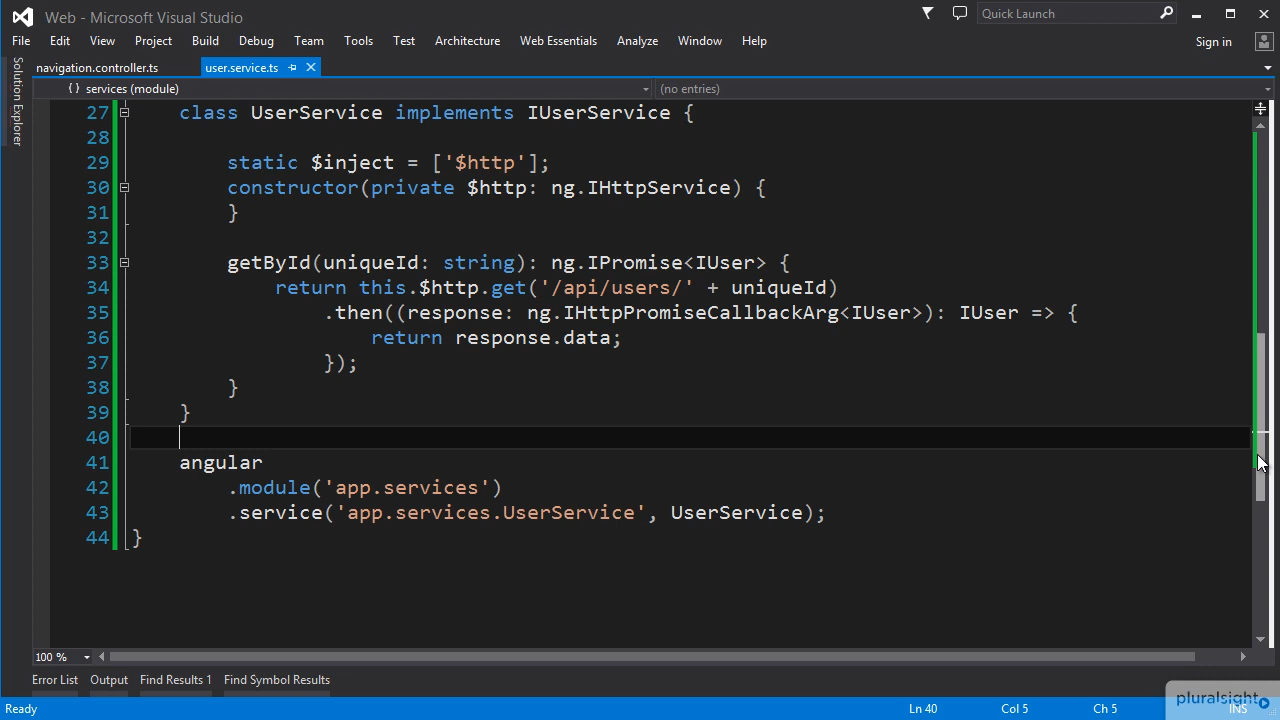 Web - Microsoft Visual Studio
Quick Launch
File Edit View Project Build Debug Team Tools Test Architecture Web Essentials Analyze Window Help
Sign in
Solution Explorer
navigation.controller.ts user.service.ts
{ } services (module) (no entries)
27 class UserService implements IUserService {
28
29 static $inject = ['$http'];
30 constructor(private $http: ng.IHttpService) {
31 }
32
33 getById(uniqueId: string): ng.IPromise<IUser> {
34 return this.$http.get('/api/users/' + uniqueId)
35 .then((response: ng.IHttpPromiseCallbackArg<IUser>): IUser => {
36 return response.data;
37 });
38 }
39 }
40
41 angular
42 .module('app.services')
43 .service('app.services.UserService', UserService);
44 }
100 %
Error List Output Find Results 1 Find Symbol Results
Ready Ln 40 Col 5 Ch 5 INS
pluralsight